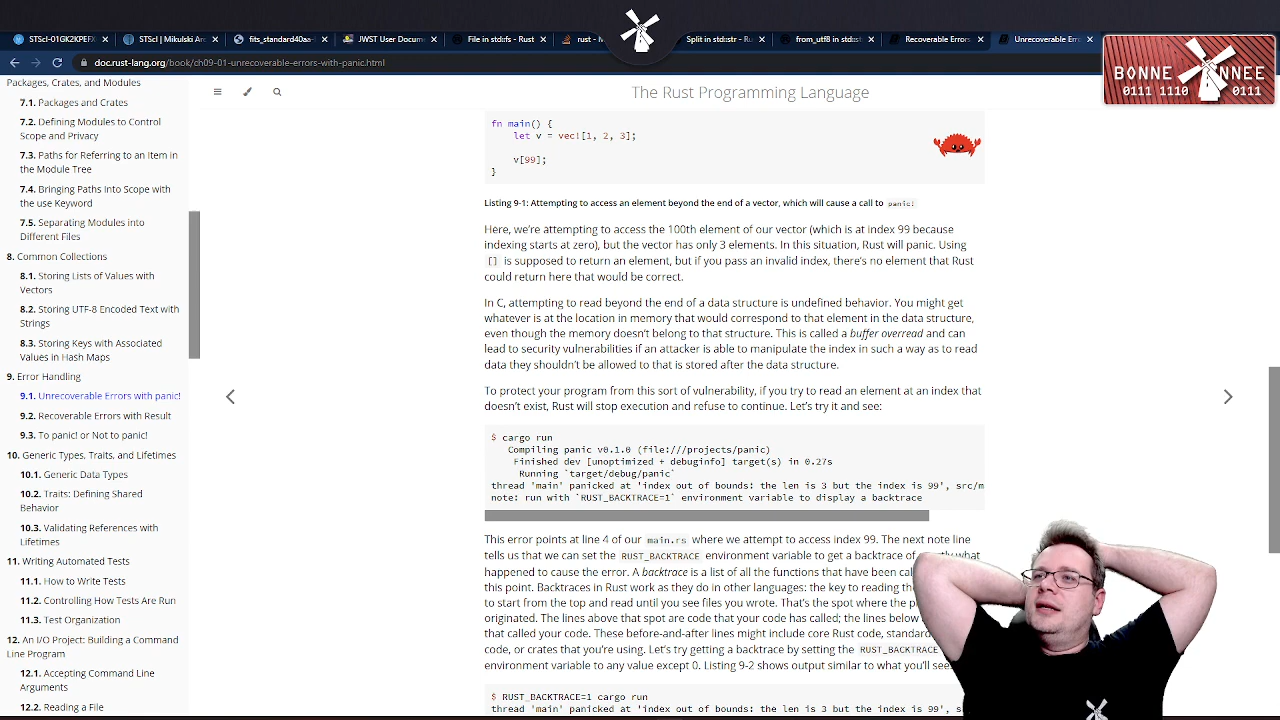 STScI-01GK2KPEF
STScI | Mikulski Arc
fits_standard40aa-
JWST User Docum
File in std::fs - Rust
rust - 
Split in std::str - Ru
from_utf8 in std::st
Recoverable Errors
Unrecoverable Err
doc.rust-lang.org/book/ch09-01-unrecoverable-errors-with-panic.html
BONNE NNEE
0111 1110 0111
Packages, Crates, and Modules
7.1. Packages and Crates
7.2. Defining Modules to Control
Scope and Privacy
7.3. Paths for Referring to an Item in
the Module Tree
7.4. Bringing Paths Into Scope with
the use Keyword
7.5. Separating Modules into
Different Files
8. Common Collections
8.1. Storing Lists of Values with
Vectors
8.2. Storing UTF-8 Encoded Text with
Strings
8.3. Storing Keys with Associated
Values in Hash Maps
9. Error Handling
9.1. Unrecoverable Errors with panic!
9.2. Recoverable Errors with Result
9.3. To panic! or Not to panic!
10. Generic Types, Traits, and Lifetimes
10.1. Generic Data Types
10.2. Traits: Defining Shared
Behavior
10.3. Validating References with
Lifetimes
11. Writing Automated Tests
11.1. How to Write Tests
11.2. Controlling How Tests Are Run
11.3. Test Organization
12. An I/O Project: Building a Command
Line Program
12.1. Accepting Command Line
Arguments
12.2. Reading a File
The Rust Programming Language
fn main() {
let v = vec![1, 2, 3];
v[99];
}
Listing 9-1: Attempting to access an element beyond the end of a vector, which will cause a call to panic!
Here, we're attempting to access the 100th element of our vector (which is at index 99 because
indexing starts at zero), but the vector has only 3 elements. In this situation, Rust will panic. Using
[] is supposed to return an element, but if you pass an invalid index, there's no element that Rust
could return here that would be correct.
In C, attempting to read beyond the end of a data structure is undefined behavior. You might get
whatever is at the location in memory that would correspond to that element in the data structure,
even though the memory doesn't belong to that structure. This is called a buffer overread and can
lead to security vulnerabilities if an attacker is able to manipulate the index in such a way as to read
data they shouldn't be allowed to that is stored after the data structure.
To protect your program from this sort of vulnerability, if you try to read an element at an index that
doesn't exist, Rust will stop execution and refuse to continue. Let's try it and see:
$ cargo run
Compiling panic v0.1.0 (file:///projects/panic)
Finished dev [unoptimized + debuginfo] target(s) in 0.27s
Running `target/debug/panic`
thread 'main' panicked at 'index out of bounds: the len is 3 but the index is 99', src/m
note: run with `RUST_BACKTRACE=1` environment variable to display a backtrace
This error points at line 4 of our main.rs where we attempt to access index 99. The next note line
tells us that we can set the RUST_BACKTRACE environment variable to get a backtrace of what
happened to cause the error. A backtrace is a list of all the functions that have been cal
this point. Backtraces in Rust work as they do in other languages: the key to reading the
to start from the top and read until you see files you wrote. That's the spot where the p
originated. The lines above that spot are code that your code has called; the lines below
that called your code. These before-and-after lines might include core Rust code, standar
code, or crates that you're using. Let's try getting a backtrace by setting the RUST_BACKTRACE
environment variable to any value except 0. Listing 9-2 shows output similar to what you'll see
$ RUST_BACKTRACE=1 cargo run
thread 'main' panicked at 'index out of bounds: the len is 3 but the index is 99', src/m